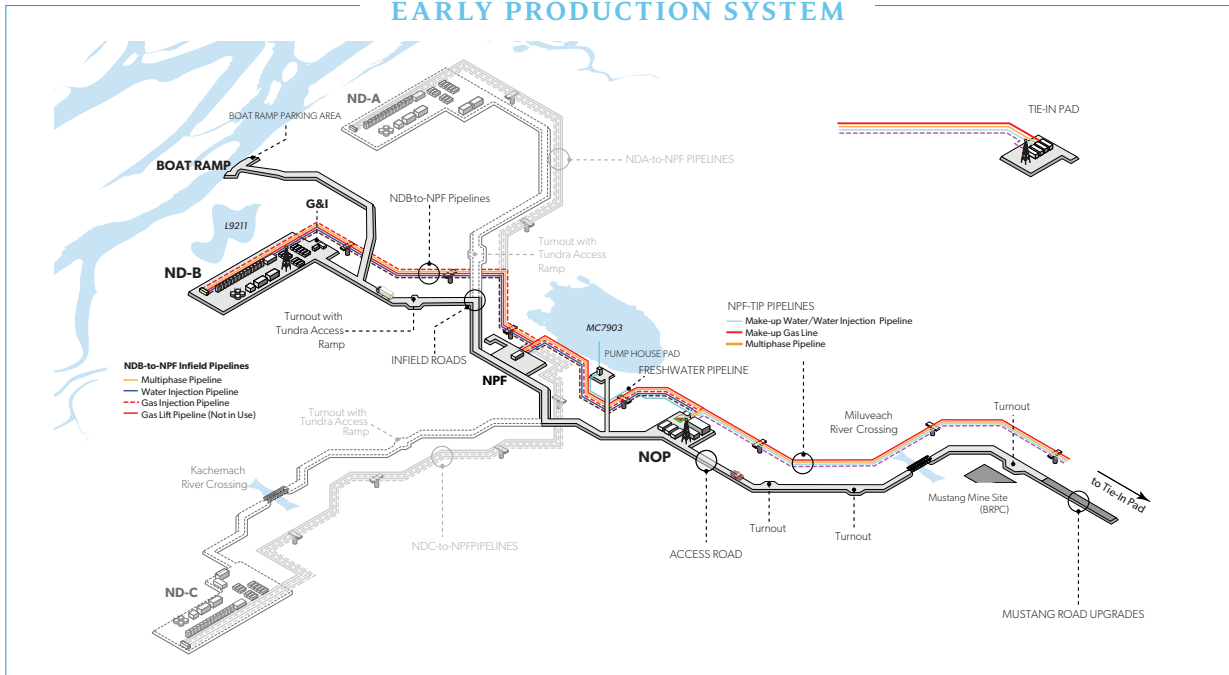 EARLY PRODUCTION SYSTEM
ND-A
BOAT RAMP PARKING AREA
TIE-IN PAD
BOAT RAMP
NDA-to-NPF PIPELINES
G&I
NDB-to-NPF Pipelines
L9211
Turnout with
Tundra Access
Ramp
ND-B
NPF-TIP PIPELINES
Make-up Water/Water Injection Pipeline
Make-up Gas Line
Multiphase Pipeline
Turnout with
Tundra Access
Ramp
MC7903
INFIELD ROADS
PUMP HOUSE PAD
FRESHWATER PIPELINE
NDB-to-NPF Infield Pipelines
Multiphase Pipeline
Water Injection Pipeline
Gas Injection Pipeline
Gas Lift Pipeline (Not in Use)
NPF
Turnout with
Tundra Access
Ramp
Miluveach
River Crossing
Turnout
NOP
Kachemach
River Crossing
to Tie-In Pad
Mustang Mine Site
(BRPC)
Turnout
Turnout
NDC-to-NPFPIPELINES
ACCESS ROAD
ND-C
MUSTANG ROAD UPGRADES